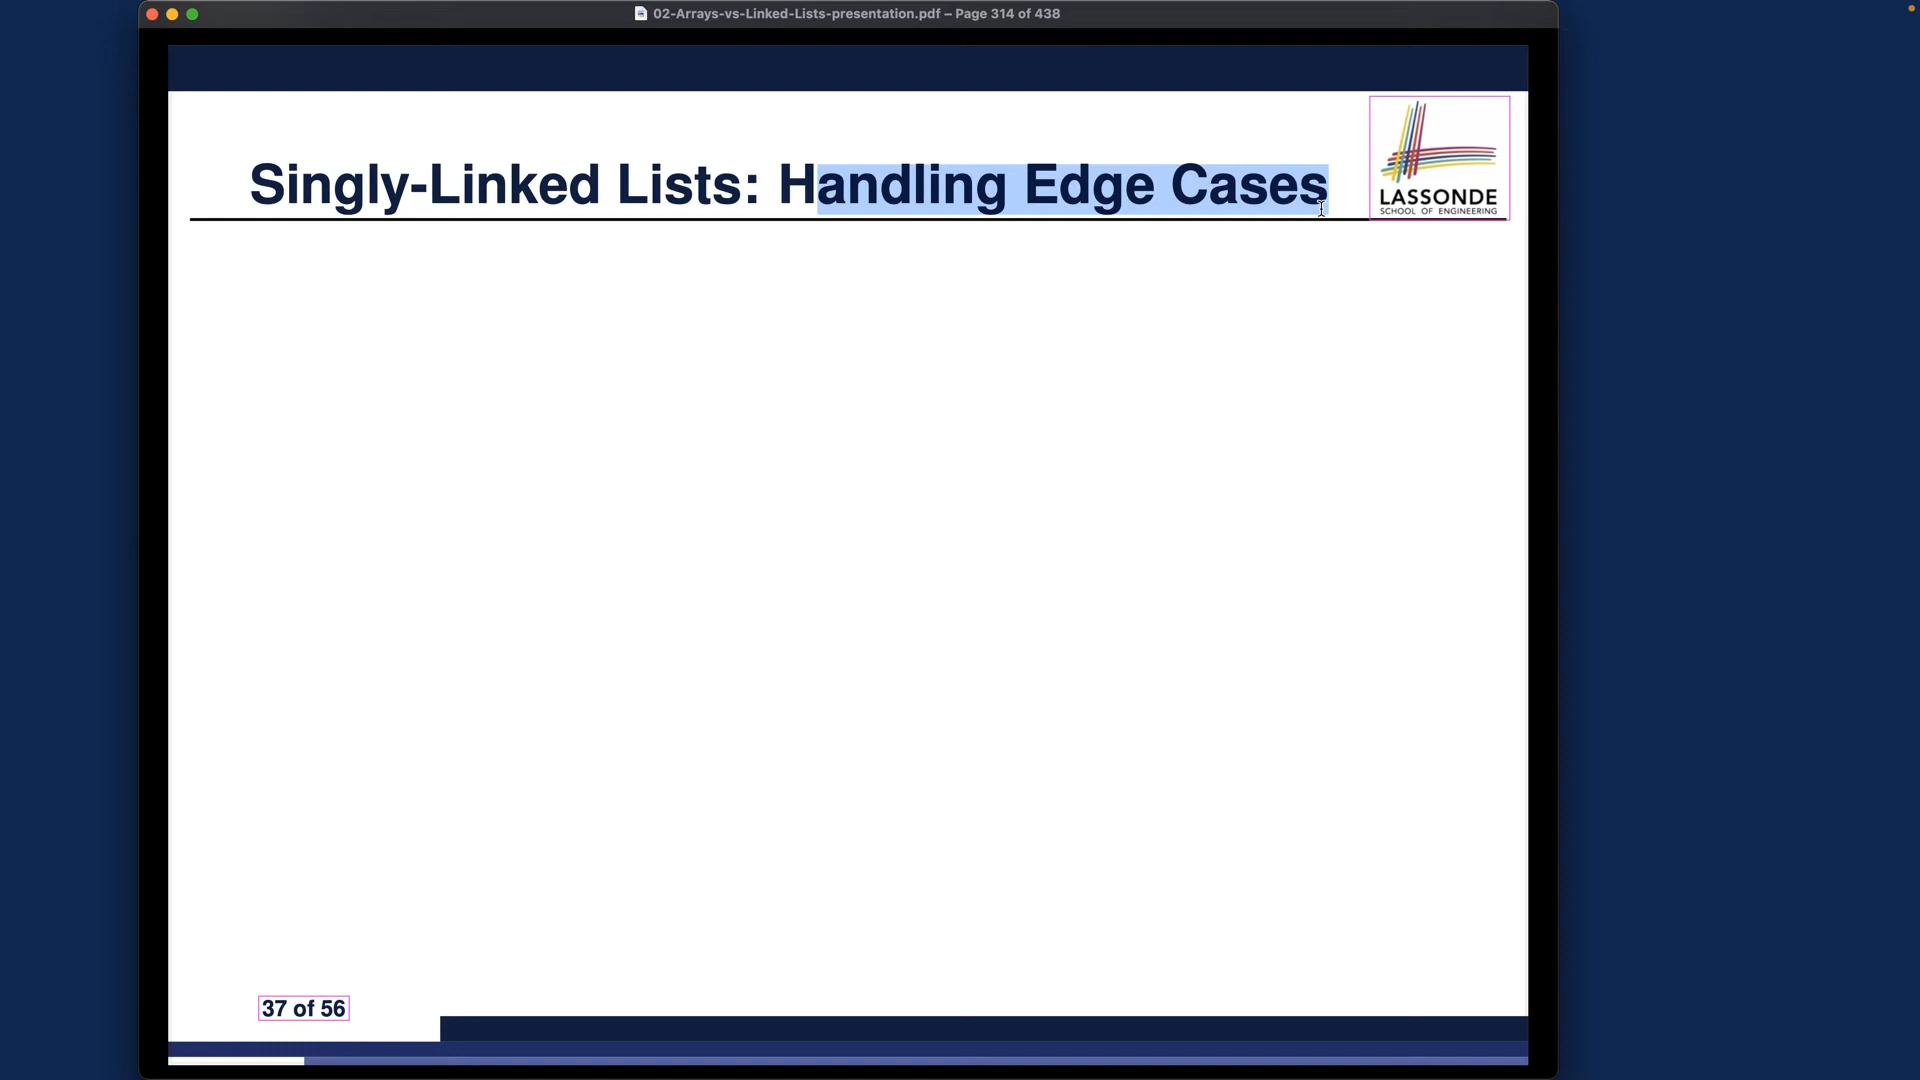 02-Arrays-vs-Linked-Lists-presentation.pdf – Page 314 of 438
Singly-Linked Lists: Handling Edge Cases
LASSONDE
SCHOOL OF ENGINEERING
37 of 56